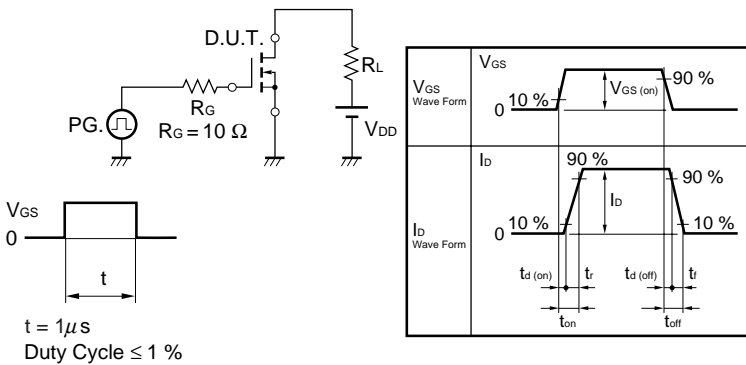 D.U.T.
RL
RG
PG.
RG = 10 Ω
VDD
VGS
0
t
t = 1μs
Duty Cycle ≤ 1 %
VGS
Wave Form
VGS
VGS (on)
90 %
10 %
0
ID
Wave Form
ID
90 %
90 %
ID
10 %
10 %
0
td (on)
tr
td (off)
tf
ton
toff